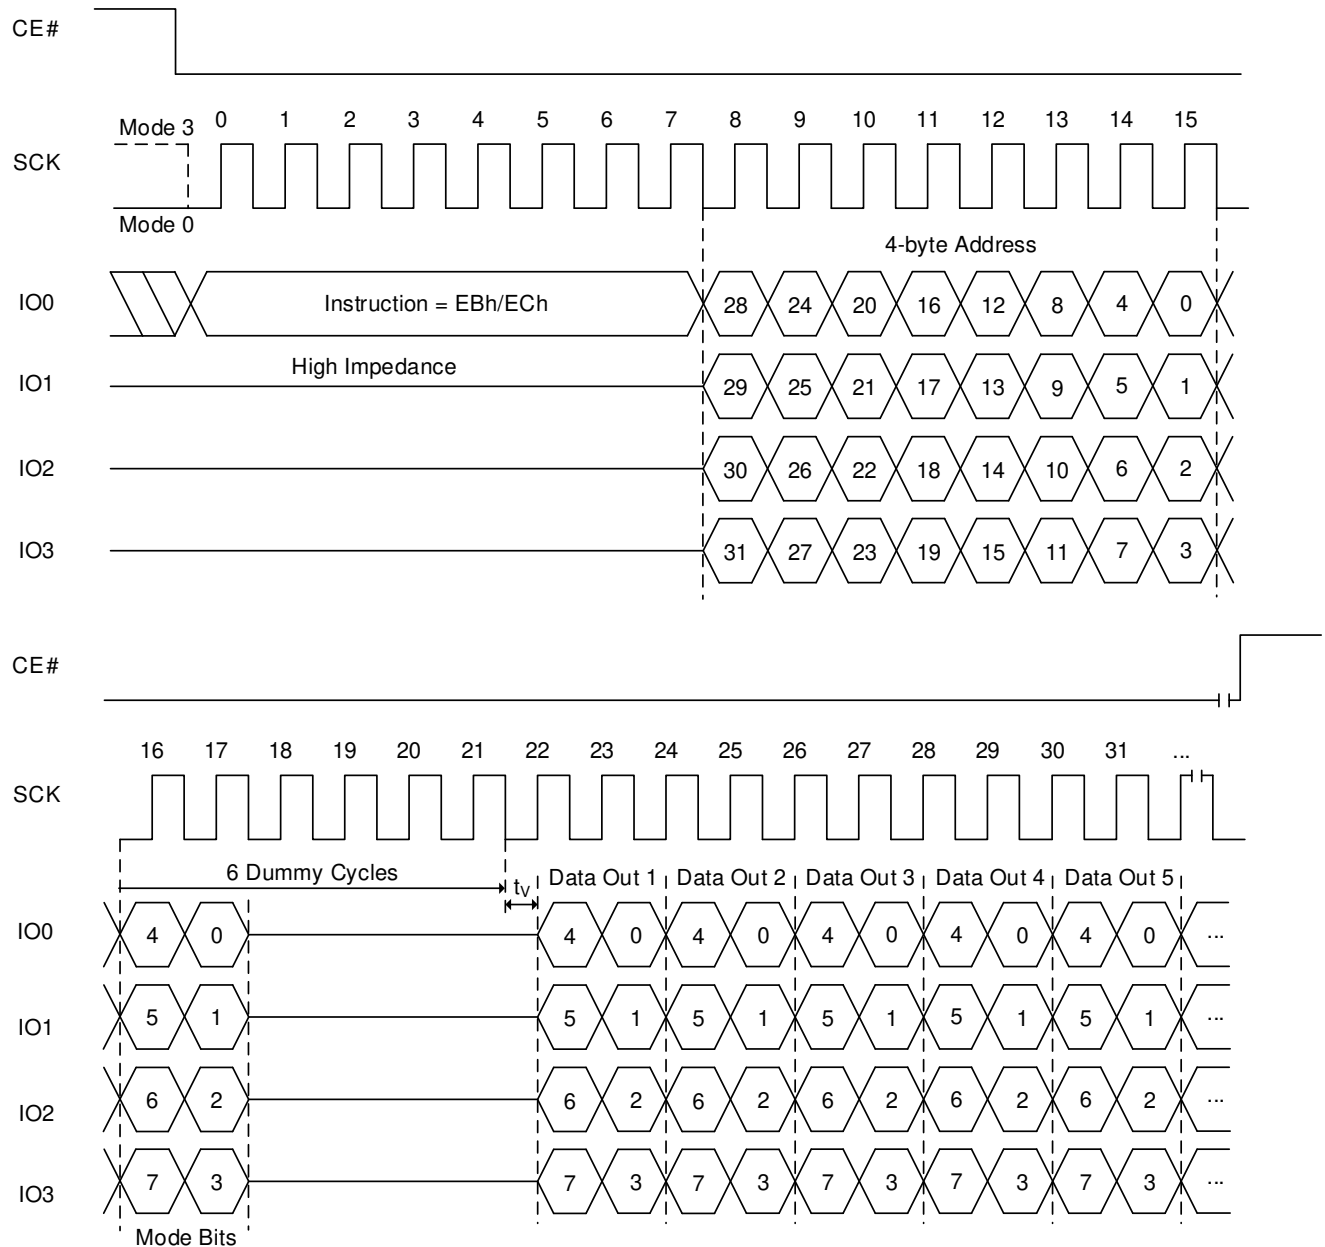 CE#
Mode 3 0 1 2 3 4 5 6 7 8 9 10 11 12 13 14 15
SCK
Mode 0
4-byte Address
IO0 Instruction = EBh/ECh 28 24 20 16 12 8 4 0
High Impedance
IO1 29 25 21 17 13 9 5 1
IO2 30 26 22 18 14 10 6 2
IO3 31 27 23 19 15 11 7 3
CE#
16 17 18 19 20 21 22 23 24 25 26 27 28 29 30 31 ...
SCK
6 Dummy Cycles tV Data Out 1 Data Out 2 Data Out 3 Data Out 4 Data Out 5
IO0 4 0 4 0 4 0 4 0 4 0 4 0 ...
IO1 5 1 5 1 5 1 5 1 5 1 5 1 ...
IO2 6 2 6 2 6 2 6 2 6 2 6 2 ...
IO3 7 3 7 3 7 3 7 3 7 3 7 3 ...
Mode Bits